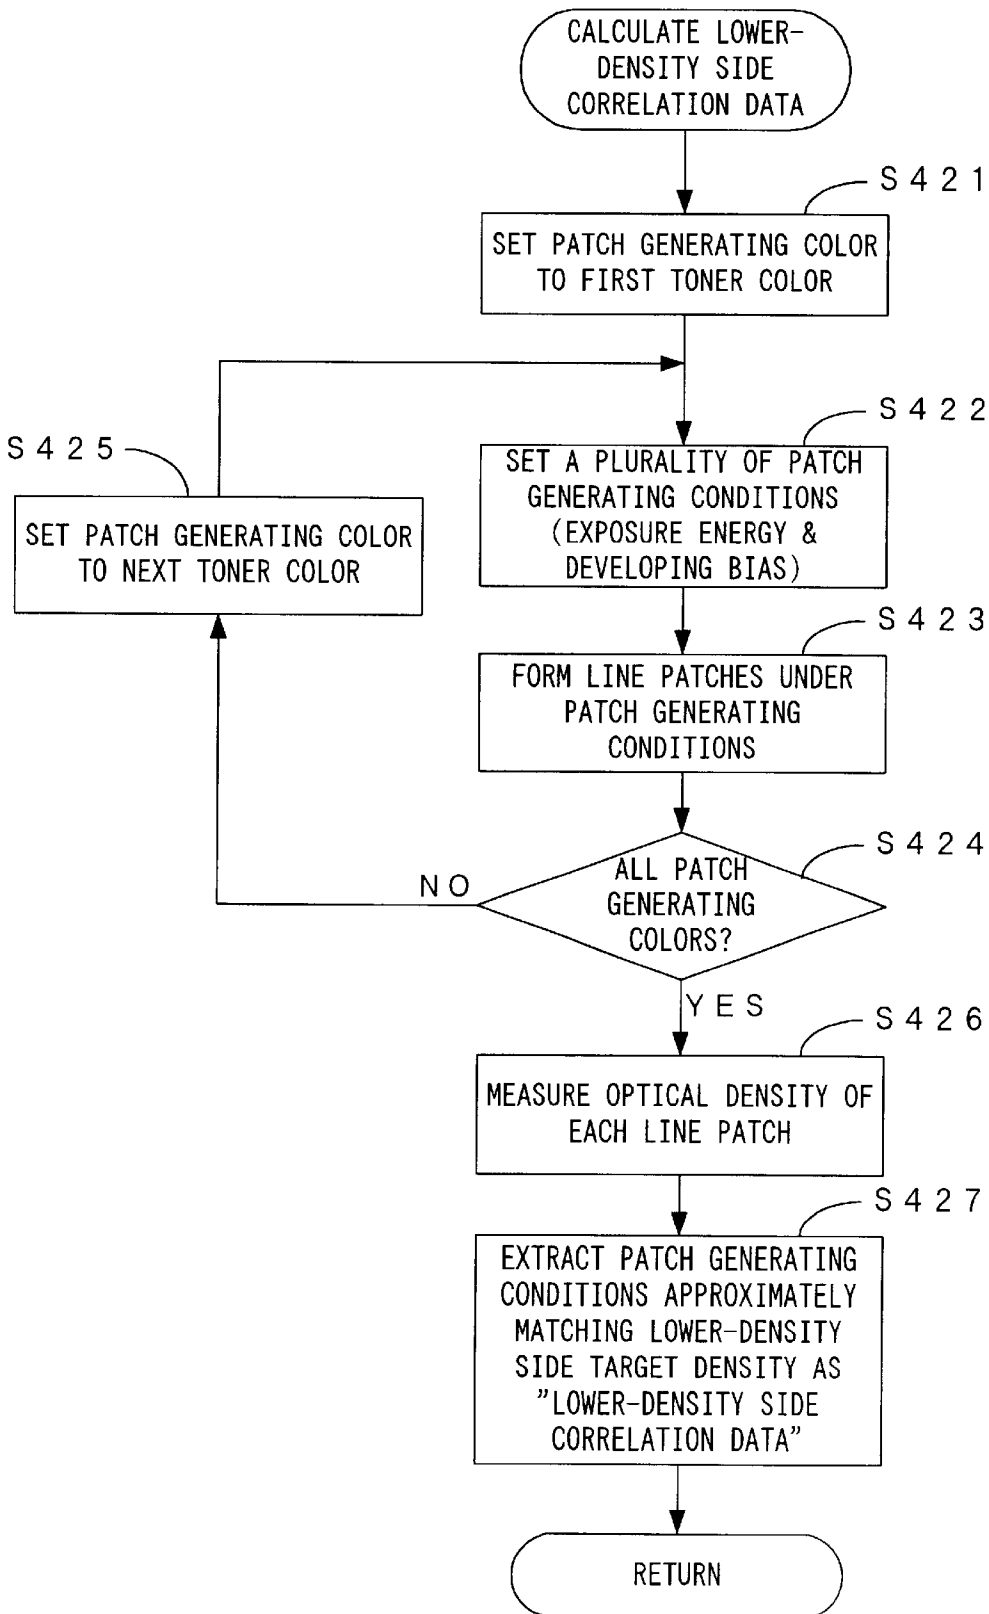 CALCULATE LOWER-
DENSITY SIDE
CORRELATION DATA
S421
SET PATCH GENERATING COLOR
TO FIRST TONER COLOR
S422
SET A PLURALITY OF PATCH
GENERATING CONDITIONS
(EXPOSURE ENERGY &
DEVELOPING BIAS)
S425
SET PATCH GENERATING COLOR
TO NEXT TONER COLOR
S423
FORM LINE PATCHES UNDER
PATCH GENERATING
CONDITIONS
S424
ALL PATCH
GENERATING
COLORS?
NO
YES
S426
MEASURE OPTICAL DENSITY OF
EACH LINE PATCH
S427
EXTRACT PATCH GENERATING
CONDITIONS APPROXIMATELY
MATCHING LOWER-DENSITY
SIDE TARGET DENSITY AS
"LOWER-DENSITY SIDE
CORRELATION DATA"
RETURN